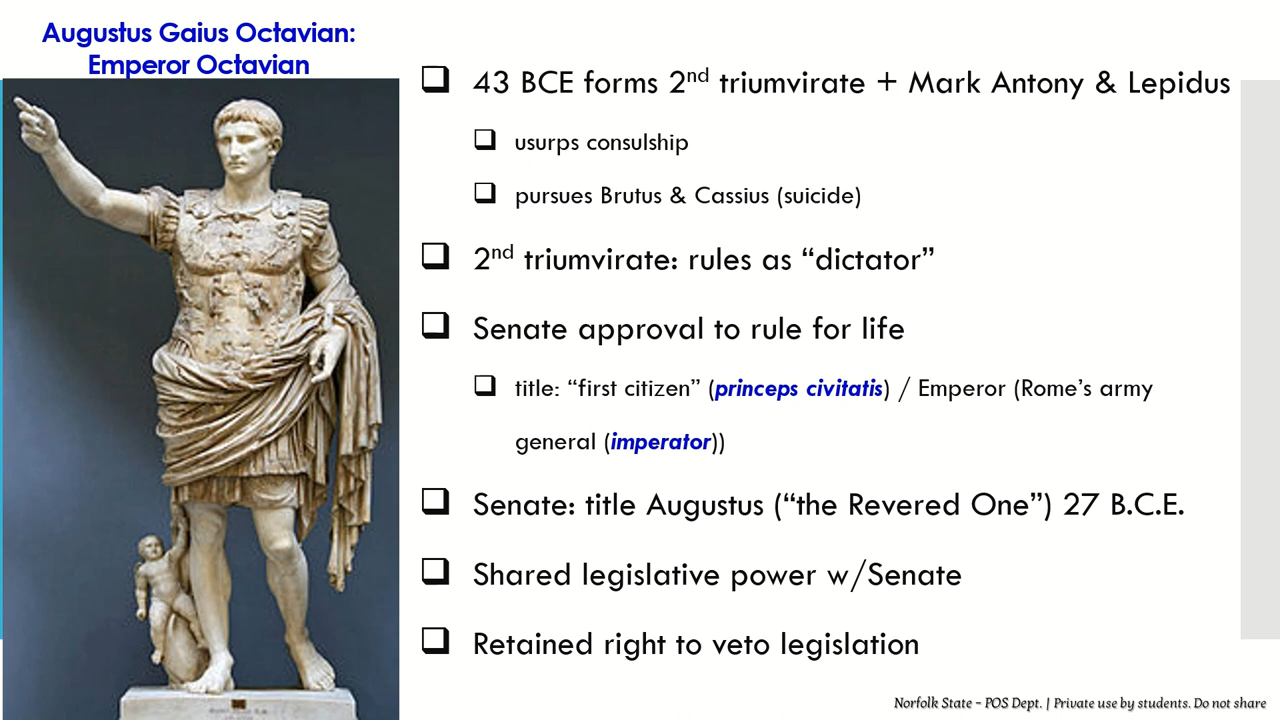 Augustus Gaius Octavian:
Emperor Octavian
❑ 43 BCE forms 2nd triumvirate + Mark Antony & Lepidus
❑ usurps consulship
❑ pursues Brutus & Cassius (suicide)
❑ 2nd triumvirate: rules as “dictator”
❑ Senate approval to rule for life
❑ title: “first citizen” (princeps civitatis) / Emperor (Rome’s army
general (imperator))
❑ Senate: title Augustus (“the Revered One”) 27 B.C.E.
❑ Shared legislative power w/Senate
❑ Retained right to veto legislation
Norfolk State – POS Dept. | Private use by students. Do not share